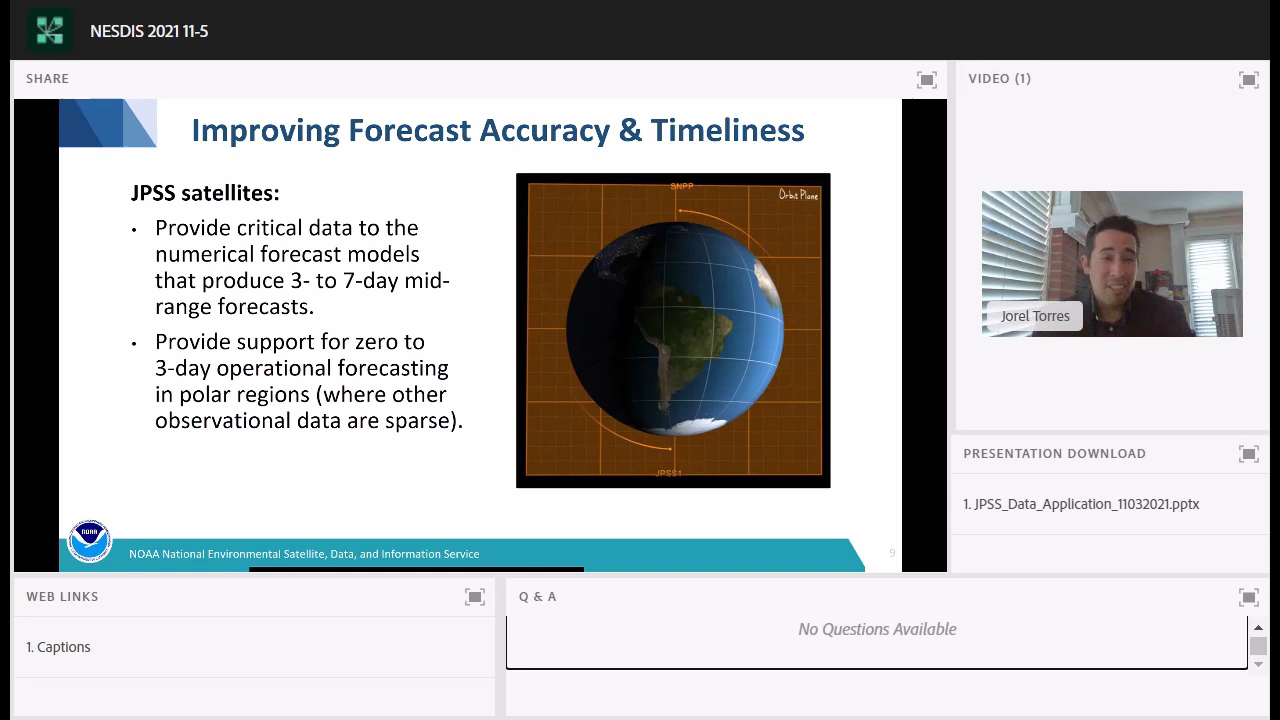 NESDIS 2021 11-5
SHARE
Improving Forecast Accuracy & Timeliness
JPSS satellites:
• Provide critical data to the
numerical forecast models
that produce 3- to 7-day mid-
range forecasts.
• Provide support for zero to
3-day operational forecasting
in polar regions (where other
observational data are sparse).
SNPP
Orbit Plane
JPSS1
NOAA
NOAA National Environmental Satellite, Data, and Information Service
9
VIDEO (1)
Jorel Torres
PRESENTATION DOWNLOAD
1. JPSS_Data_Application_11032021.pptx
WEB LINKS
1. Captions
Q & A
No Questions Available